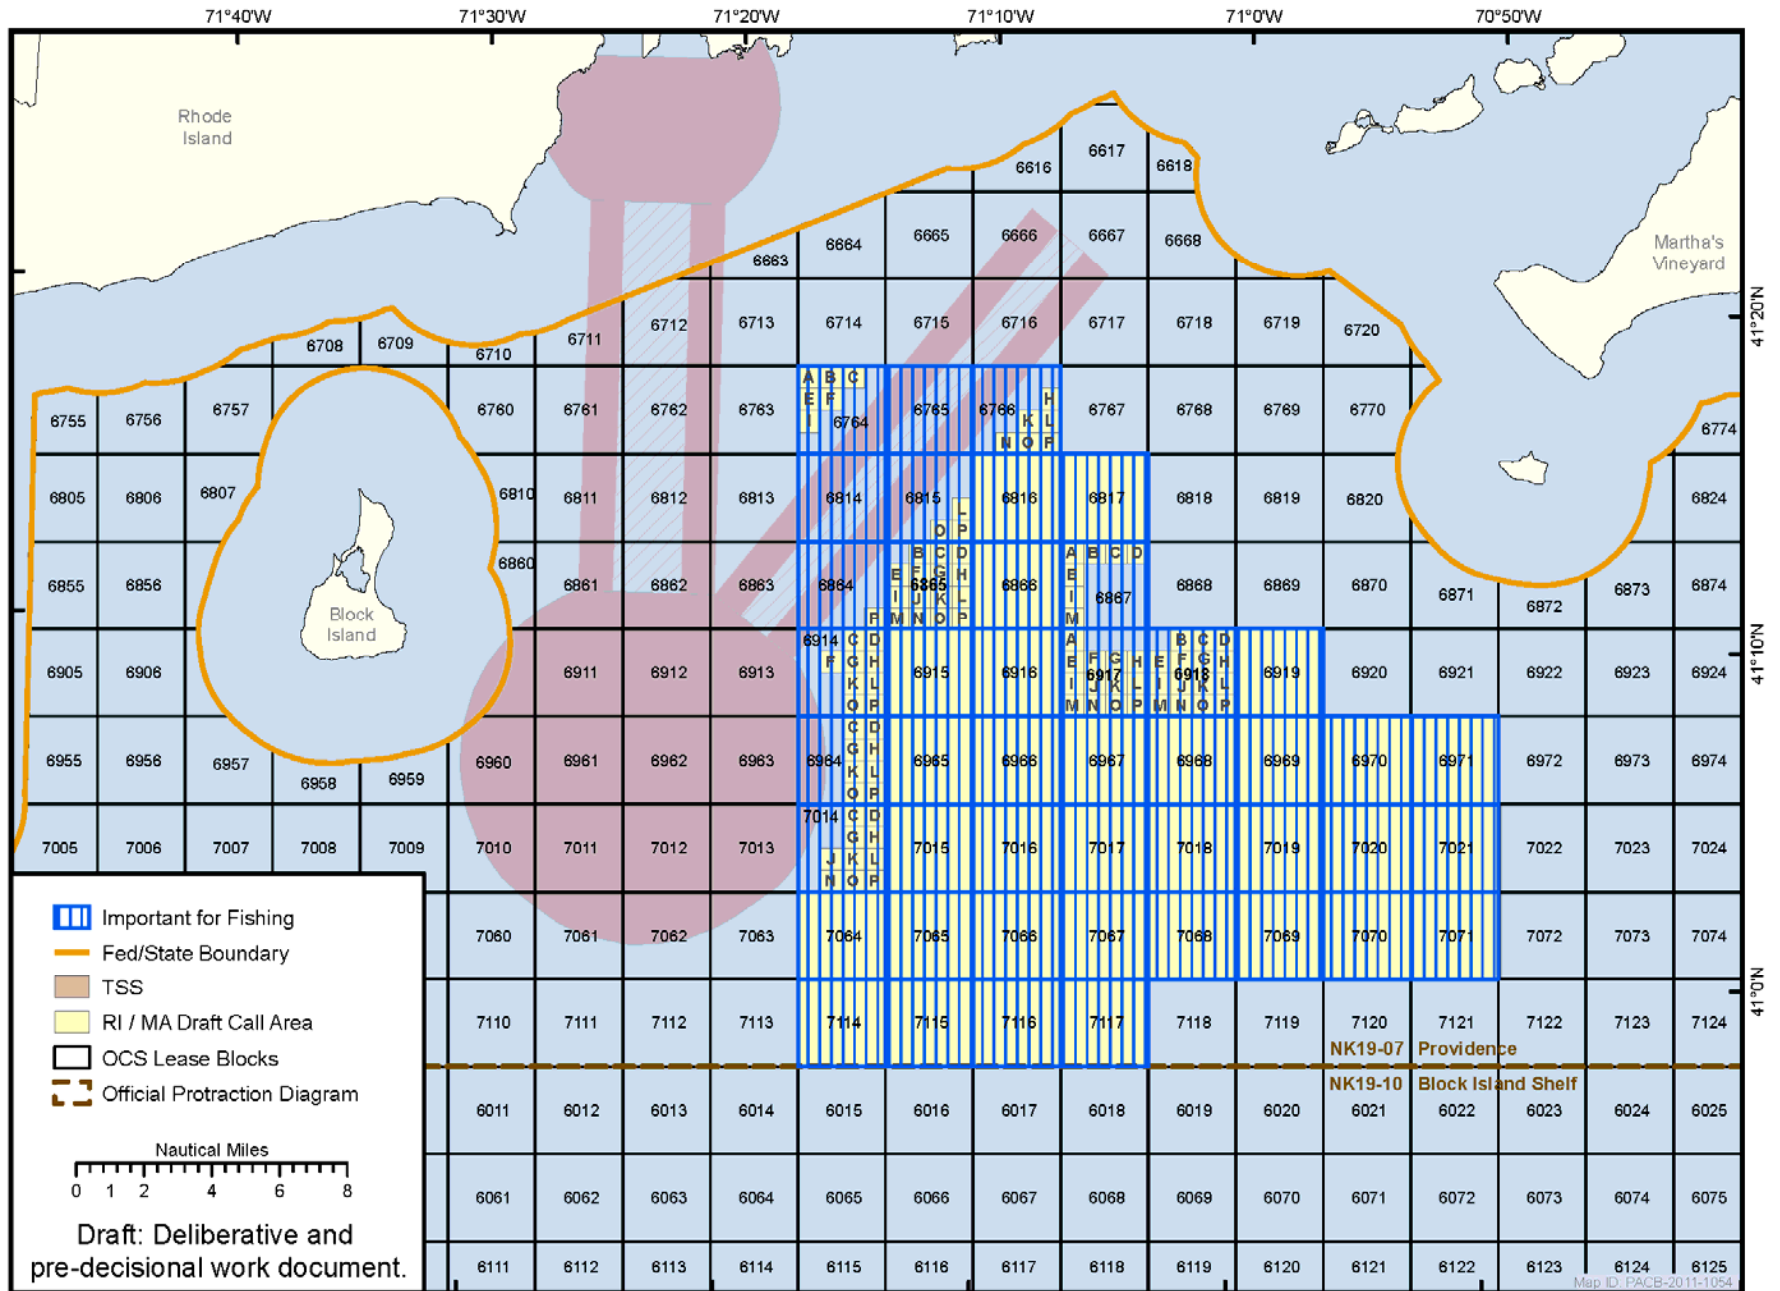 71°40'W 71°30'W 71°20'W 71°10'W 71°0'W 70°50'W
Rhode
Island
Martha's
Vineyard
Block
Island
41°20'N
41°10'N
41°0'N
6616 6617 6618
6663 6664 6665 6666 6667 6668
6708 6709 6710 6711 6712 6713 6714 6715 6716 6717 6718 6719 6720
A B C
E F H
I K L
N O P
6755 6756 6757 6760 6761 6762 6763 6764 6765 6766 6767 6768 6769 6770 6774
6805 6806 6807 6810 6811 6812 6813 6814 6815 6816 6817 6818 6819 6820 6824
L
O P
B C D A B C D
E F G H E
I J K L I
P M N O P M
6855 6856 6860 6861 6862 6863 6864 6865 6866 6867 6868 6869 6870 6871 6872 6873 6874
C D A B C D
F G H E F G H E F G H
K L I J K L I J K L
O P M N O P M N O P
6905 6906 6911 6912 6913 6914 6915 6916 6917 6918 6919 6920 6921 6922 6923 6924
C D
G H
K L
O P
6955 6956 6957 6958 6959 6960 6961 6962 6963 6964 6965 6966 6967 6968 6969 6970 6971 6972 6973 6974
C D
G H
J K L
N O P
7005 7006 7007 7008 7009 7010 7011 7012 7013 7014 7015 7016 7017 7018 7019 7020 7021 7022 7023 7024
7060 7061 7062 7063 7064 7065 7066 7067 7068 7069 7070 7071 7072 7073 7074
7110 7111 7112 7113 7114 7115 7116 7117 7118 7119 7120 7121 7122 7123 7124
NK19-07 Providence
NK19-10 Block Island Shelf
6011 6012 6013 6014 6015 6016 6017 6018 6019 6020 6021 6022 6023 6024 6025
6061 6062 6063 6064 6065 6066 6067 6068 6069 6070 6071 6072 6073 6074 6075
6111 6112 6113 6114 6115 6116 6117 6118 6119 6120 6121 6122 6123 6124 6125
Important for Fishing
Fed/State Boundary
TSS
RI / MA Draft Call Area
OCS Lease Blocks
Official Protraction Diagram
Nautical Miles
0 1 2 4 6 8
Draft: Deliberative and
pre-decisional work document.
Map ID: PACB-2011-1054